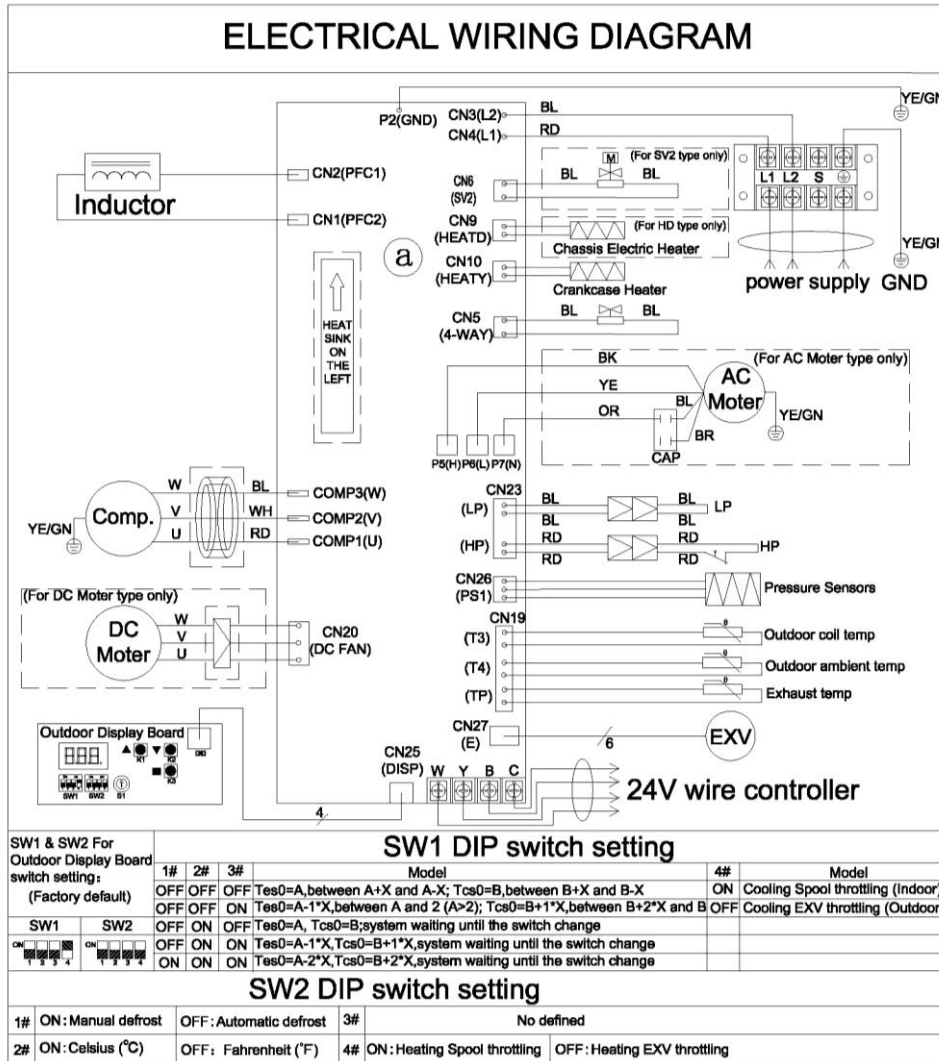 ELECTRICAL WIRING DIAGRAM
P2(GND)
CN3(L2)
BL
CN4(L1)
RD
YE/GN
Inductor
CN2(PFC1)
CN1(PFC2)
a
HEAT
SINK
ON
THE
LEFT
CN6
(SV2)
BL
M
BL
(For SV2 type only)
CN9
(HEATD)
(For HD type only)
Chassis Electric Heater
CN10
(HEATY)
Crankcase Heater
CN5
(4-WAY)
BL
BL
L1 L2 S
power supply
YE/GN
GND
(For AC Moter type only)
BK
YE
OR
BL
BR
CAP
AC
Moter
YE/GN
P5(H) P6(L) P7(N)
Comp.
YE/GN
W BL COMP3(W)
V WH COMP2(V)
U RD COMP1(U)
CN23
(LP)
BL BL LP
BL BL
(HP)
RD RD HP
RD RD
CN26
(PS1)
Pressure Sensors
(For DC Moter type only)
DC
Moter
W
V
U
CN20
(DC FAN)
CN19
(T3) θ Outdoor coil temp
(T4) θ Outdoor ambient temp
(TP) θ Exhaust temp
CN27
(E)
6
EXV
Outdoor Display Board
K1 K2
K3
SW1 SW2 S1
4
CN25
(DISP)
W Y B C
24V wire controller
SW1 & SW2 For
Outdoor Display Board
switch setting:
(Factory default)
SW1 SW2
ON 1 2 3 4
ON 1 2 3 4
SW1 DIP switch setting
1# 2# 3# Model 4# Model
OFF OFF OFF Tes0=A,between A+X and A-X; Tcs0=B,between B+X and B-X ON Cooling Spool throttling (Indoor)
OFF OFF ON Tes0=A-1*X,between A and 2 (A>2); Tcs0=B+1*X,between B+2*X and B OFF Cooling EXV throttling (Outdoor
OFF ON OFF Tes0=A, Tcs0=B;system waiting until the switch change
OFF ON ON Tes0=A-1*X,Tcs0=B+1*X,system waiting until the switch change
ON ON ON Tes0=A-2*X,Tcs0=B+2*X,system waiting until the switch change
SW2 DIP switch setting
1# ON:Manual defrost OFF:Automatic defrost 3# No defined
2# ON:Celsius (°C) OFF: Fahrenheit (°F) 4# ON:Heating Spool throttling OFF:Heating EXV throttling